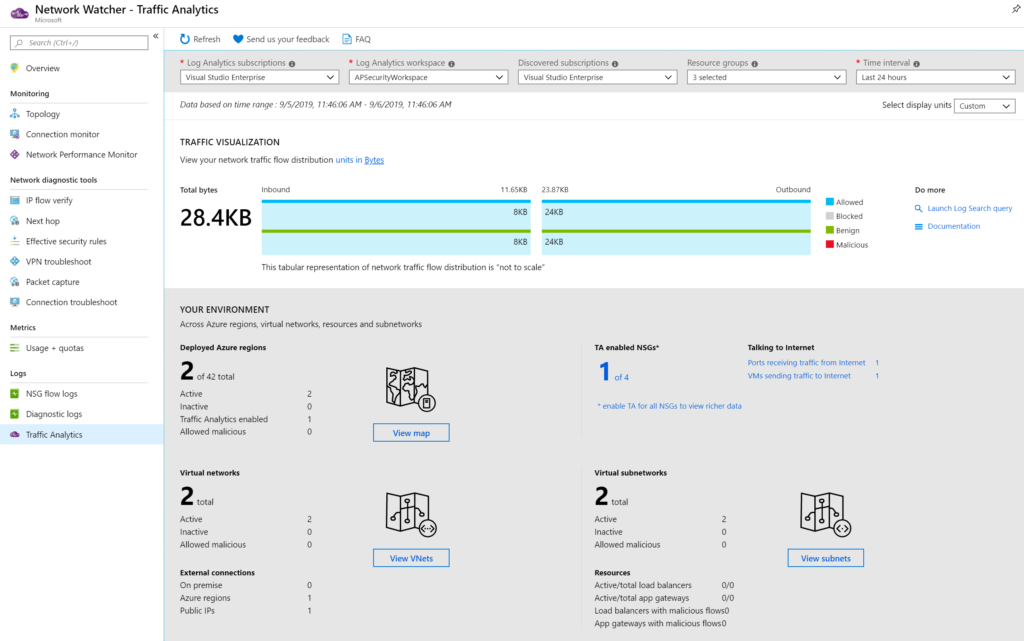 Network Watcher - Traffic Analytics
Microsoft
Search (Ctrl+/)
«
Overview
Monitoring
Topology
Connection monitor
Network Performance Monitor
Network diagnostic tools
IP flow verify
Next hop
Effective security rules
VPN troubleshoot
Packet capture
Connection troubleshoot
Metrics
Usage + quotas
Logs
NSG flow logs
Diagnostic logs
Traffic Analytics
Refresh Send us your feedback FAQ
* Log Analytics subscriptions * Log Analytics workspace Discovered subscriptions Resource groups * Time interval
Visual Studio Enterprise APSecurityWorkspace Visual Studio Enterprise 3 selected Last 24 hours
Data based on time range : 9/5/2019, 11:46:06 AM - 9/6/2019, 11:46:06 AM Select display units Custom
TRAFFIC VISUALIZATION
View your network traffic flow distribution units in Bytes
Total bytes Inbound 11.65KB 23.87KB Outbound Do more
28.4KB
8KB 24KB
8KB 24KB
Allowed
Blocked
Benign
Malicious
Launch Log Search query
Documentation
This tabular representation of network traffic flow distribution is "not to scale"
YOUR ENVIRONMENT
Across Azure regions, virtual networks, resources and subnetworks
Deployed Azure regions
2 of 42 total
Active 2
Inactive 0
Traffic Analytics enabled 1
Allowed malicious 0
View map
TA enabled NSGs*
1 of 4
* enable TA for all NSGs to view richer data
Talking to Internet
Ports receiving traffic from Internet 1
VMs sending traffic to Internet 1
Virtual networks
2 total
Active 2
Inactive 0
Allowed malicious 0
View VNets
External connections
On premise 0
Azure regions 1
Public IPs 1
Virtual subnetworks
2 total
Active 2
Inactive 0
Allowed malicious 0
View subnets
Resources
Active/total load balancers 0/0
Active/total app gateways 0/0
Load balancers with malicious flows0
App gateways with malicious flows0